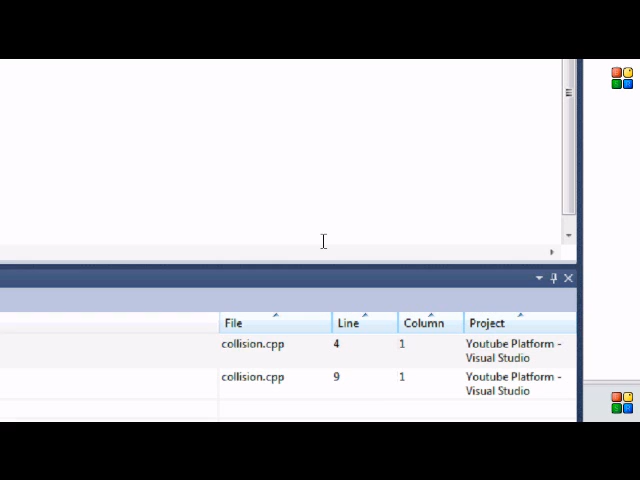 File Line Column Project
collision.cpp 4 1 Youtube Platform -
Visual Studio
collision.cpp 9 1 Youtube Platform -
Visual Studio